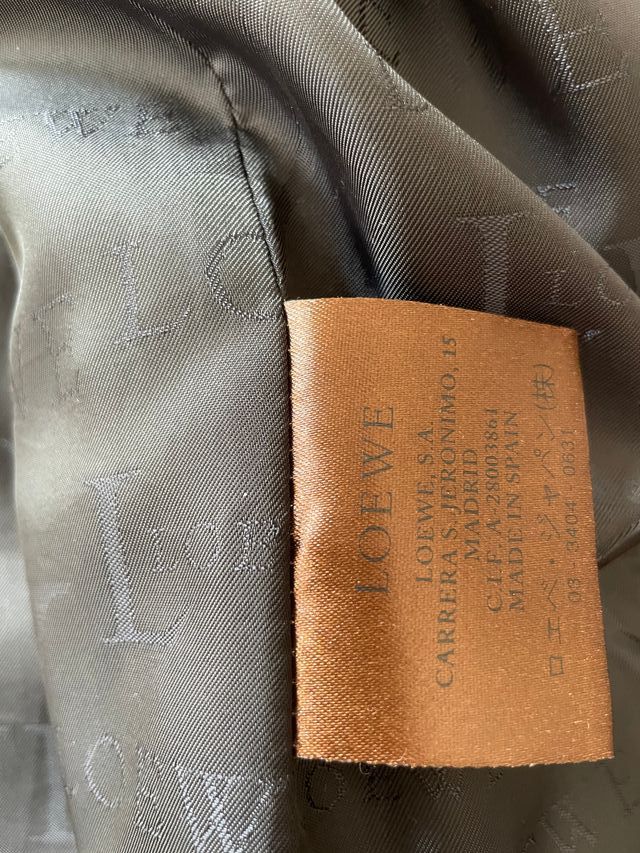 LOEWE
LOEWE, S.A.
CARRERA S. JERONIMO, 15
MADRID
C.I.F. A-28003861
MADE IN SPAIN
ロエベ・ジャパン(株)
03 3404 0631